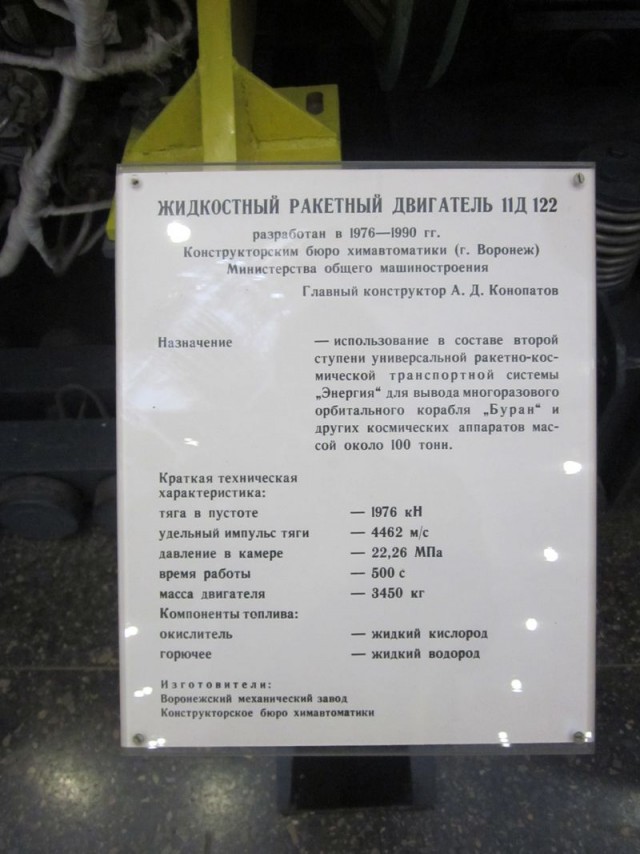 ЖИДКОСТНЫЙ РАКЕТНЫЙ ДВИГАТЕЛЬ 11Д 122
разработан в 1976—1990 гг.
Конструкторским бюро химавтоматики (г. Воронеж)
Министерства общего машиностроения
Главный конструктор А. Д. Конопатов
Назначение — использование в составе второй
ступени универсальной ракетно-кос-
мической транспортной системы
„Энергия“ для вывода многоразового
орбитального корабля „Буран“ и
других космических аппаратов мас-
сой около 100 тонн.
Краткая техническая
характеристика:
тяга в пустоте — 1976 кН
удельный импульс тяги — 4462 м/с
давление в камере — 22,26 МПа
время работы — 500 с
масса двигателя — 3450 кг
Компоненты топлива:
окислитель — жидкий кислород
горючее — жидкий водород
Изготовители:
Воронежский механический завод
Конструкторское бюро химавтоматики